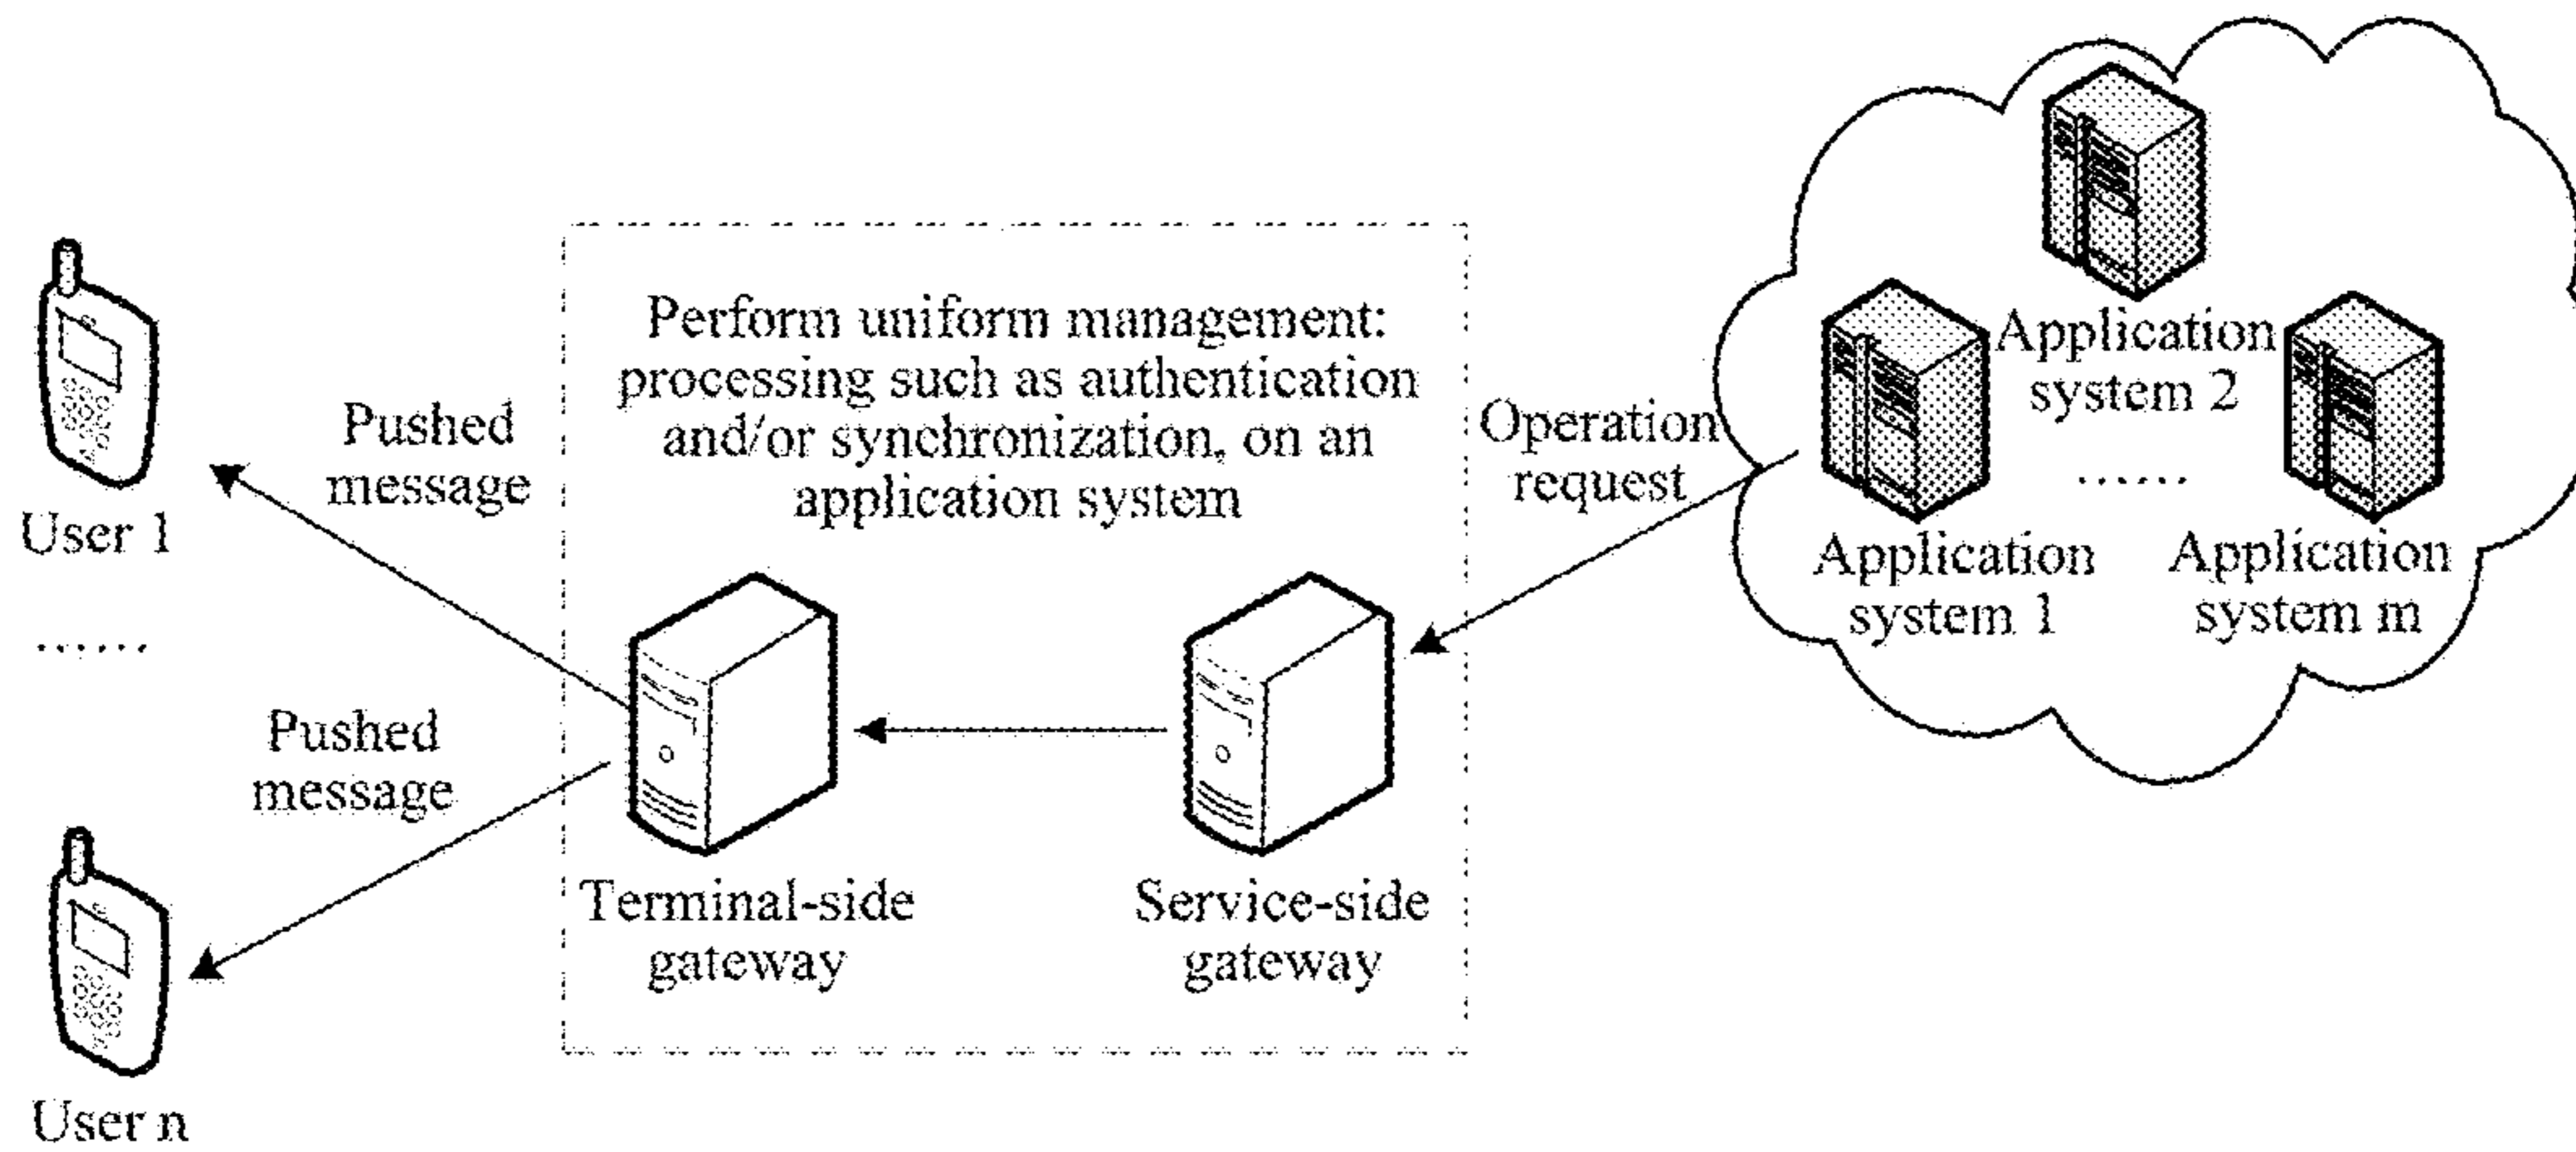 User 1
......
User n
Pushed
message
Pushed
message
Perform uniform management:
processing such as authentication
and/or synchronization, on an
application system
Terminal-side
gateway
Service-side
gateway
Operation
request
Application
system 2
......
Application
system 1
Application
system m